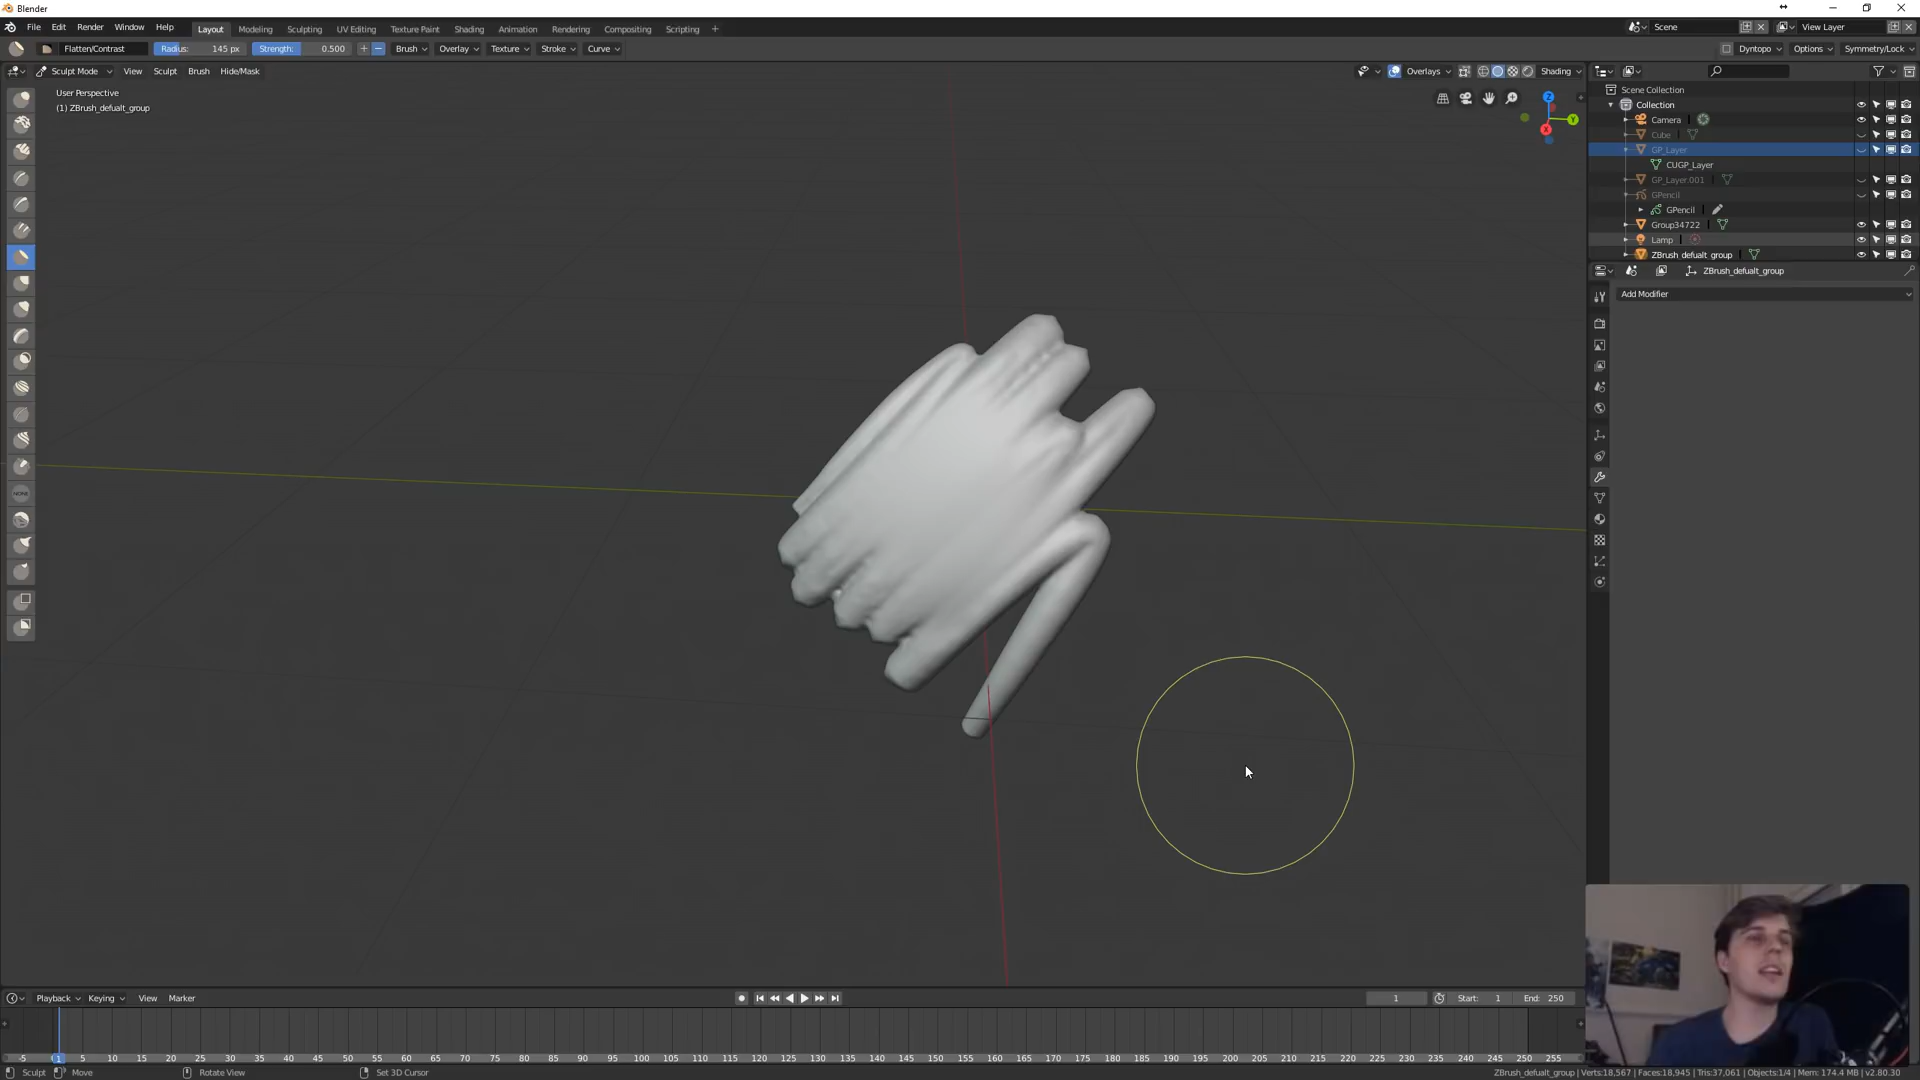 Blender
File Edit Render Window Help Layout Modeling Sculpting UV Editing Texture Paint Shading Animation Rendering Compositing Scripting + Scene View Layer
Flatten/Contrast Radius: 145 px Strength: 0.500 Brush Overlay Texture Stroke Curve Dyntopo Options Symmetry/Lock
Sculpt Mode View Sculpt Brush Hide/Mask Overlays Shading
User Perspective
(1) ZBrush_defualt_group
Z
Y
X
Scene Collection
Collection
Camera
Cube
GP_Layer
CUGP_Layer
GP_Layer.001
GPencil
GPencil
Group34722
Lamp
ZBrush_defualt_group
ZBrush_defualt_group
Add Modifier
NONE
Playback Keying View Marker 1 Start: 1 End: 250
-5 1 5 10 15 20 25 30 35 40 45 50 55 60 65 70 75 80 85 90 95 100 105 110 115 120 125 130 135 140 145 150 155 160 165 170 175 180 185 190 195 200 205 210 215 220 225 230 235 240 245 250 255
Sculpt Move Rotate View Set 3D Cursor ZBrush_defualt_group | Verts:18,567 | Faces:18,945 | Tris:37,061 | Objects:1/4 | Mem: 174.4 MB | v2.80.30